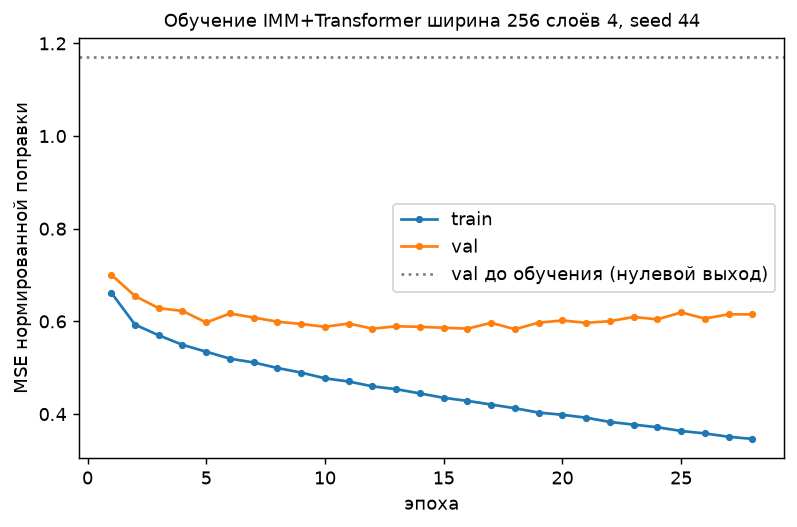 Обучение IMM+Transformer ширина 256 слоёв 4, seed 44
MSE нормированной поправки
1.2
1.0
0.8
0.6
0.4
train
val
val до обучения (нулевой выход)
0 5 10 15 20 25
эпоха